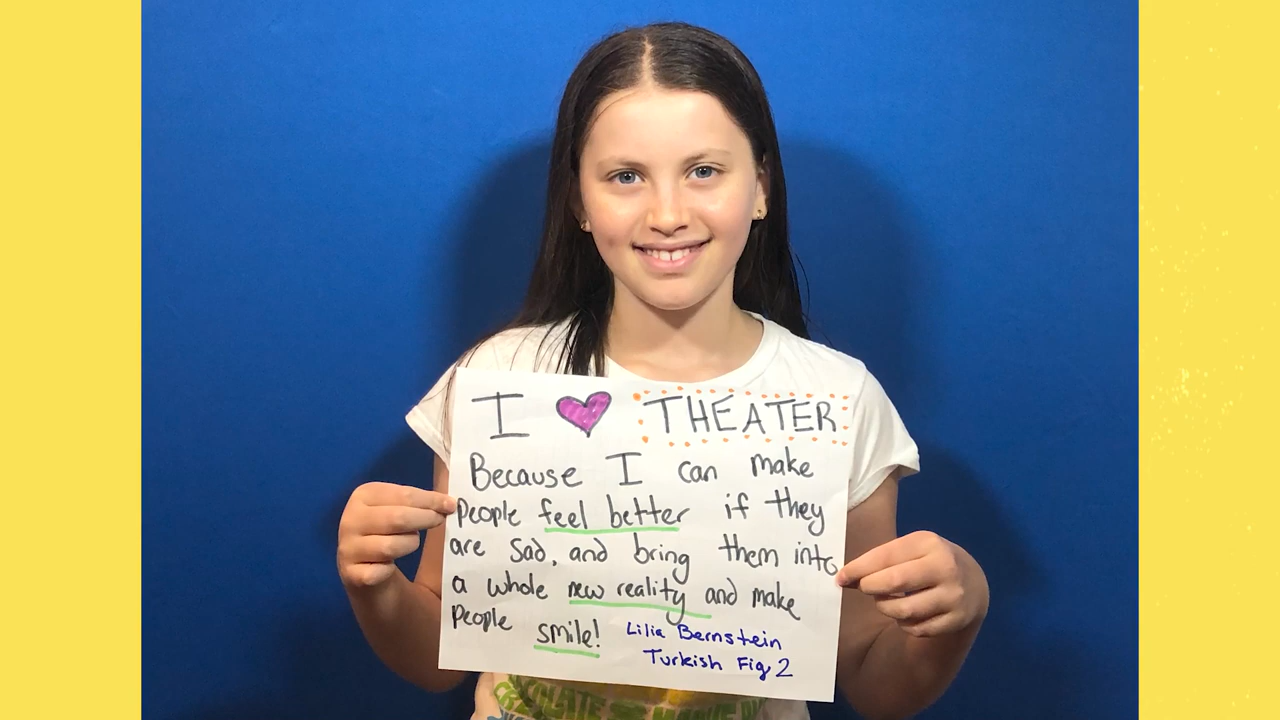 I ♥ THEATER
Because I can make
People feel better if they
are sad, and bring them into
a whole new reality and make
People smile!
Lilia Bernstein
Turkish Fig 2